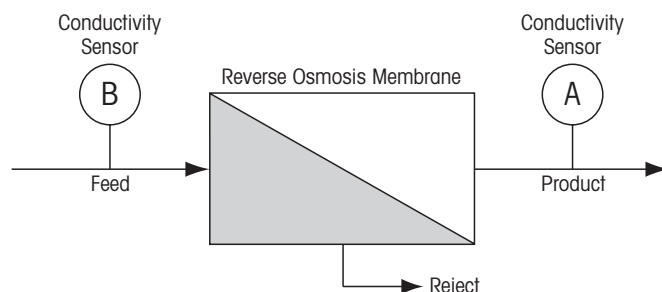 Conductivity
Sensor
B
Conductivity
Sensor
A
Reverse Osmosis Membrane
Feed
Product
Reject